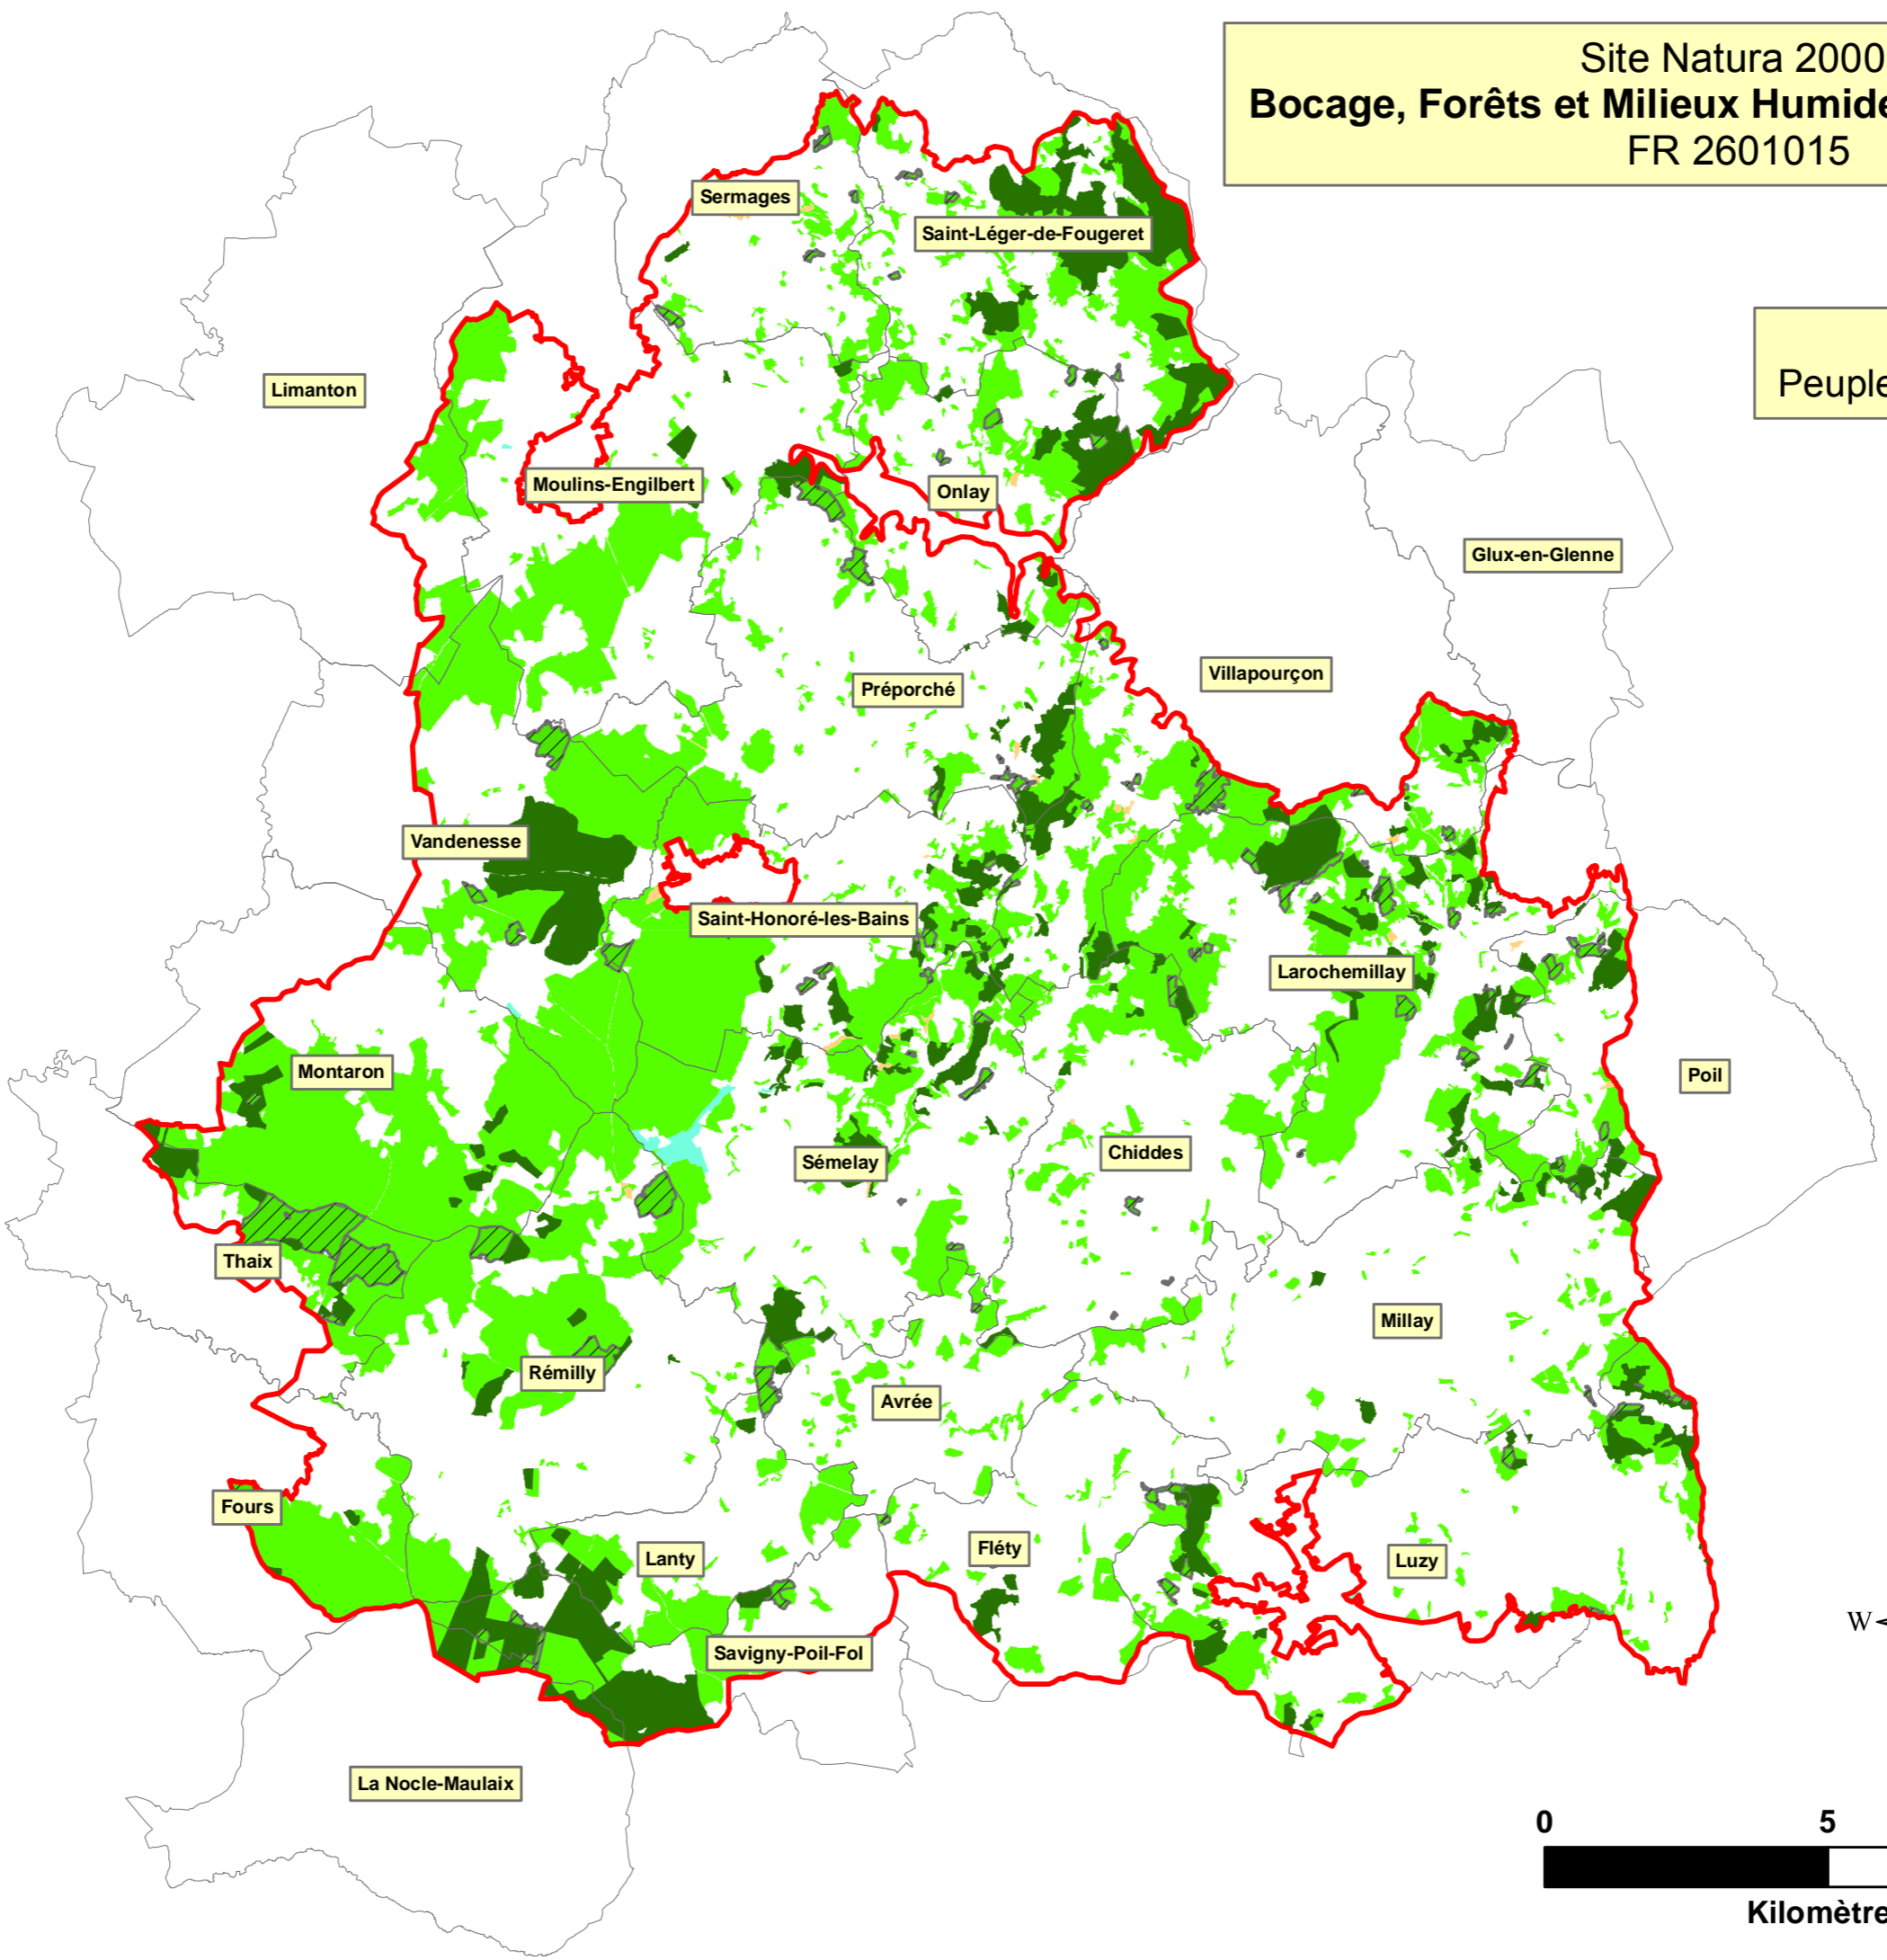 Site Natura 2000
Bocage, Forêts et Milieux Humide
FR 2601015
Peuple
Sermages
Saint-Léger-de-Fougeret
Limanton
Moulins-Engilbert
Onlay
Glux-en-Glenne
Villapourçon
Préporché
Vandenesse
Saint-Honoré-les-Bains
Larochemillay
Montaron
Poil
Sémelay
Chiddes
Thaix
Millay
Rémilly
Avrée
Fours
Lanty
Fléty
Luzy
W
Savigny-Poil-Fol
La Nocle-Maulaix
0 5
Kilomètre